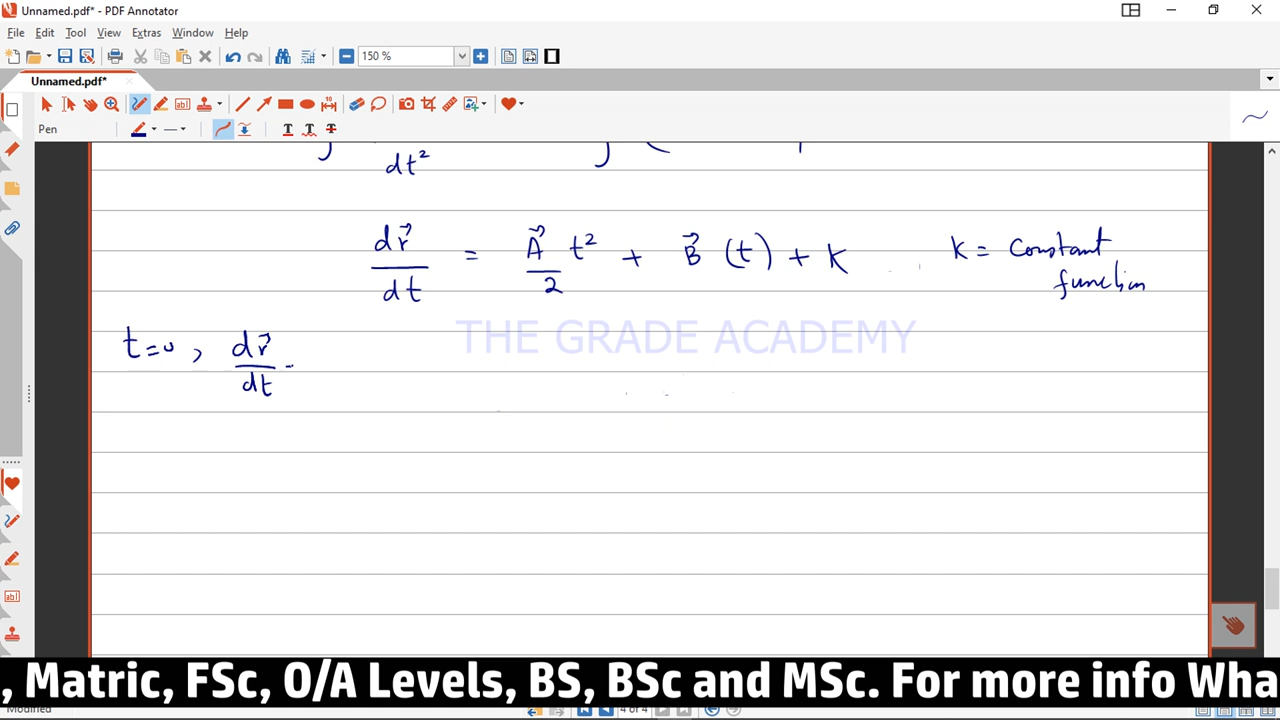 Unnamed.pdf* - PDF Annotator
File Edit Tool View Extras Window Help
150 %
Unnamed.pdf*
Pen
dt²
dr⃗/dt = A⃗/2 t² + B⃗ (t) + K K = Constant
function
t=0, dr⃗/dt -
THE GRADE ACADEMY
, Matric, FSc, O/A Levels, BS, BSc and MSc. For more info Wha
Modified 4 of 4